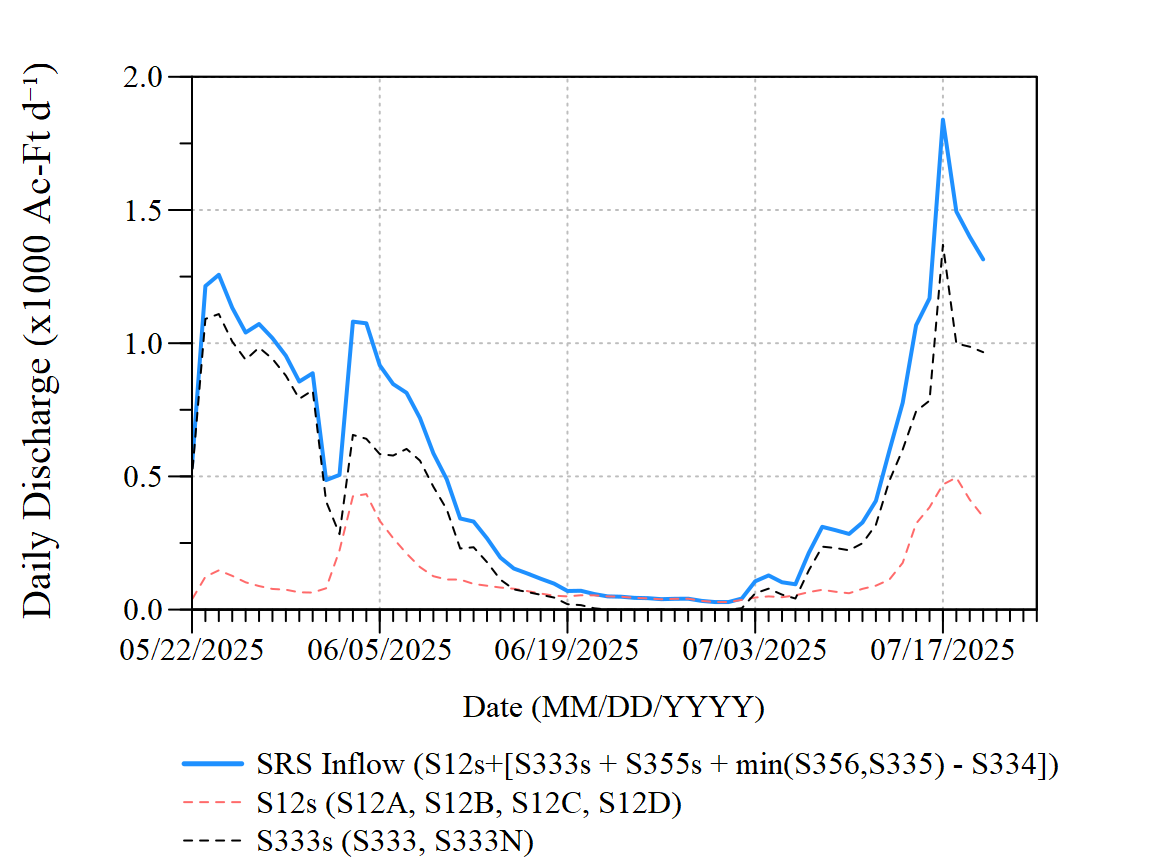 Daily Discharge (x1000 Ac-Ft d⁻¹)
2.0
1.5
1.0
0.5
0.0
05/22/2025 06/05/2025 06/19/2025 07/03/2025 07/17/2025
Date (MM/DD/YYYY)
SRS Inflow (S12s+[S333s + S355s + min(S356,S335) - S334])
S12s (S12A, S12B, S12C, S12D)
S333s (S333, S333N)